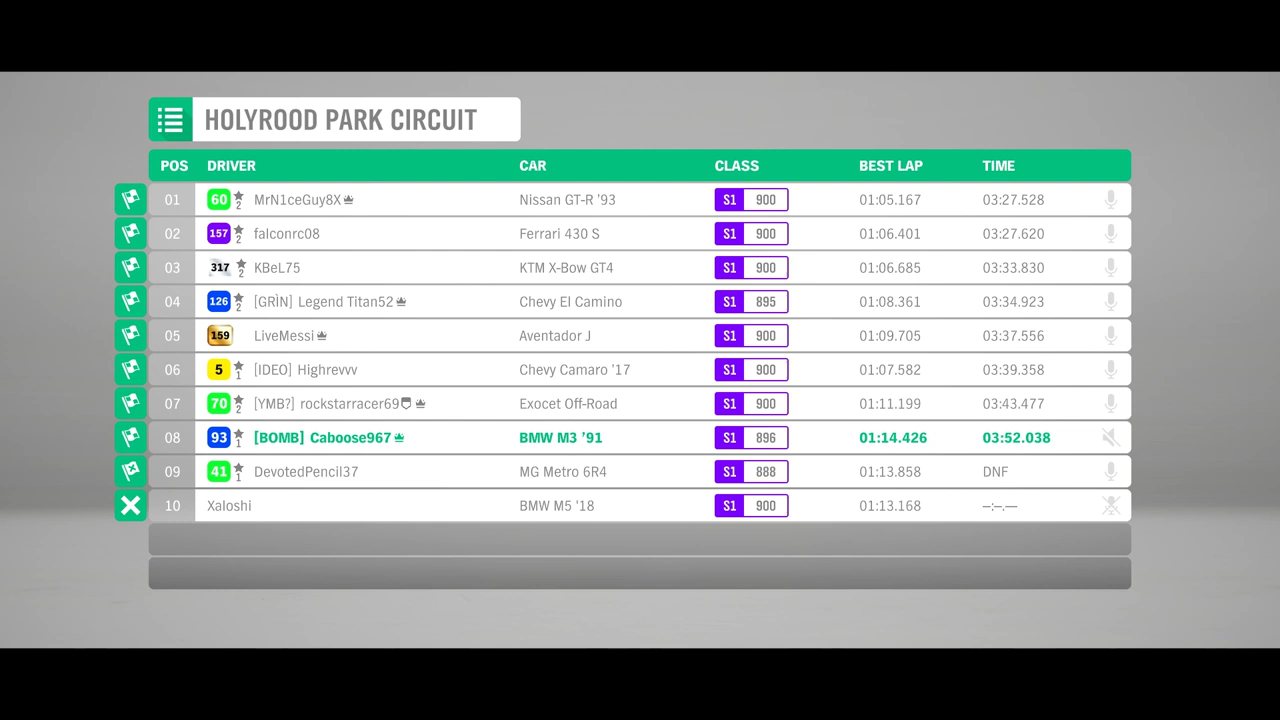 HOLYROOD PARK CIRCUIT
POS DRIVER CAR CLASS BEST LAP TIME
01 60 2 MrN1ceGuy8X Nissan GT-R '93 S1 900 01:05.167 03:27.528
02 157 2 falconrc08 Ferrari 430 S S1 900 01:06.401 03:27.620
03 317 2 KBeL75 KTM X-Bow GT4 S1 900 01:06.685 03:33.830
04 126 2 [GRÌN] Legend Titan52 Chevy El Camino S1 895 01:08.361 03:34.923
05 159 LiveMessi Aventador J S1 900 01:09.705 03:37.556
06 5 1 [IDEO] Highrevvv Chevy Camaro '17 S1 900 01:07.582 03:39.358
07 70 2 [YMB?] rockstarracer69 Exocet Off-Road S1 900 01:11.199 03:43.477
08 93 1 [BOMB] Caboose967 BMW M3 '91 S1 896 01:14.426 03:52.038
09 41 1 DevotedPencil37 MG Metro 6R4 S1 888 01:13.858 DNF
10 Xaloshi BMW M5 '18 S1 900 01:13.168 –:–.––